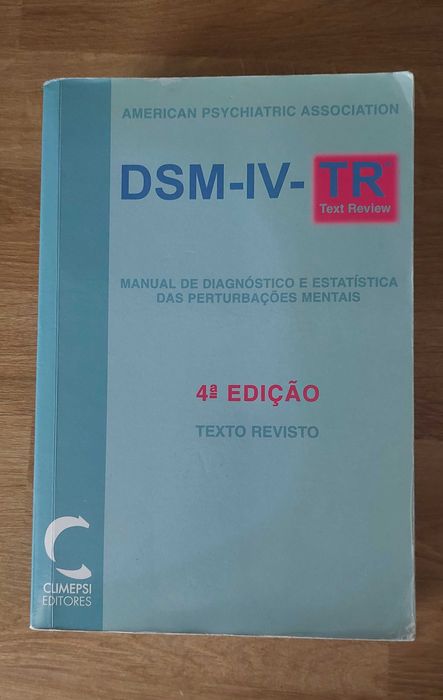 AMERICAN PSYCHIATRIC ASSOCIATION
DSM-IV-TR
Text Review
MANUAL DE DIAGNÓSTICO E ESTATÍSTICA
DAS PERTURBAÇÕES MENTAIS
4ª EDIÇÃO
TEXTO REVISTO
CLIMEPSI
EDITORES